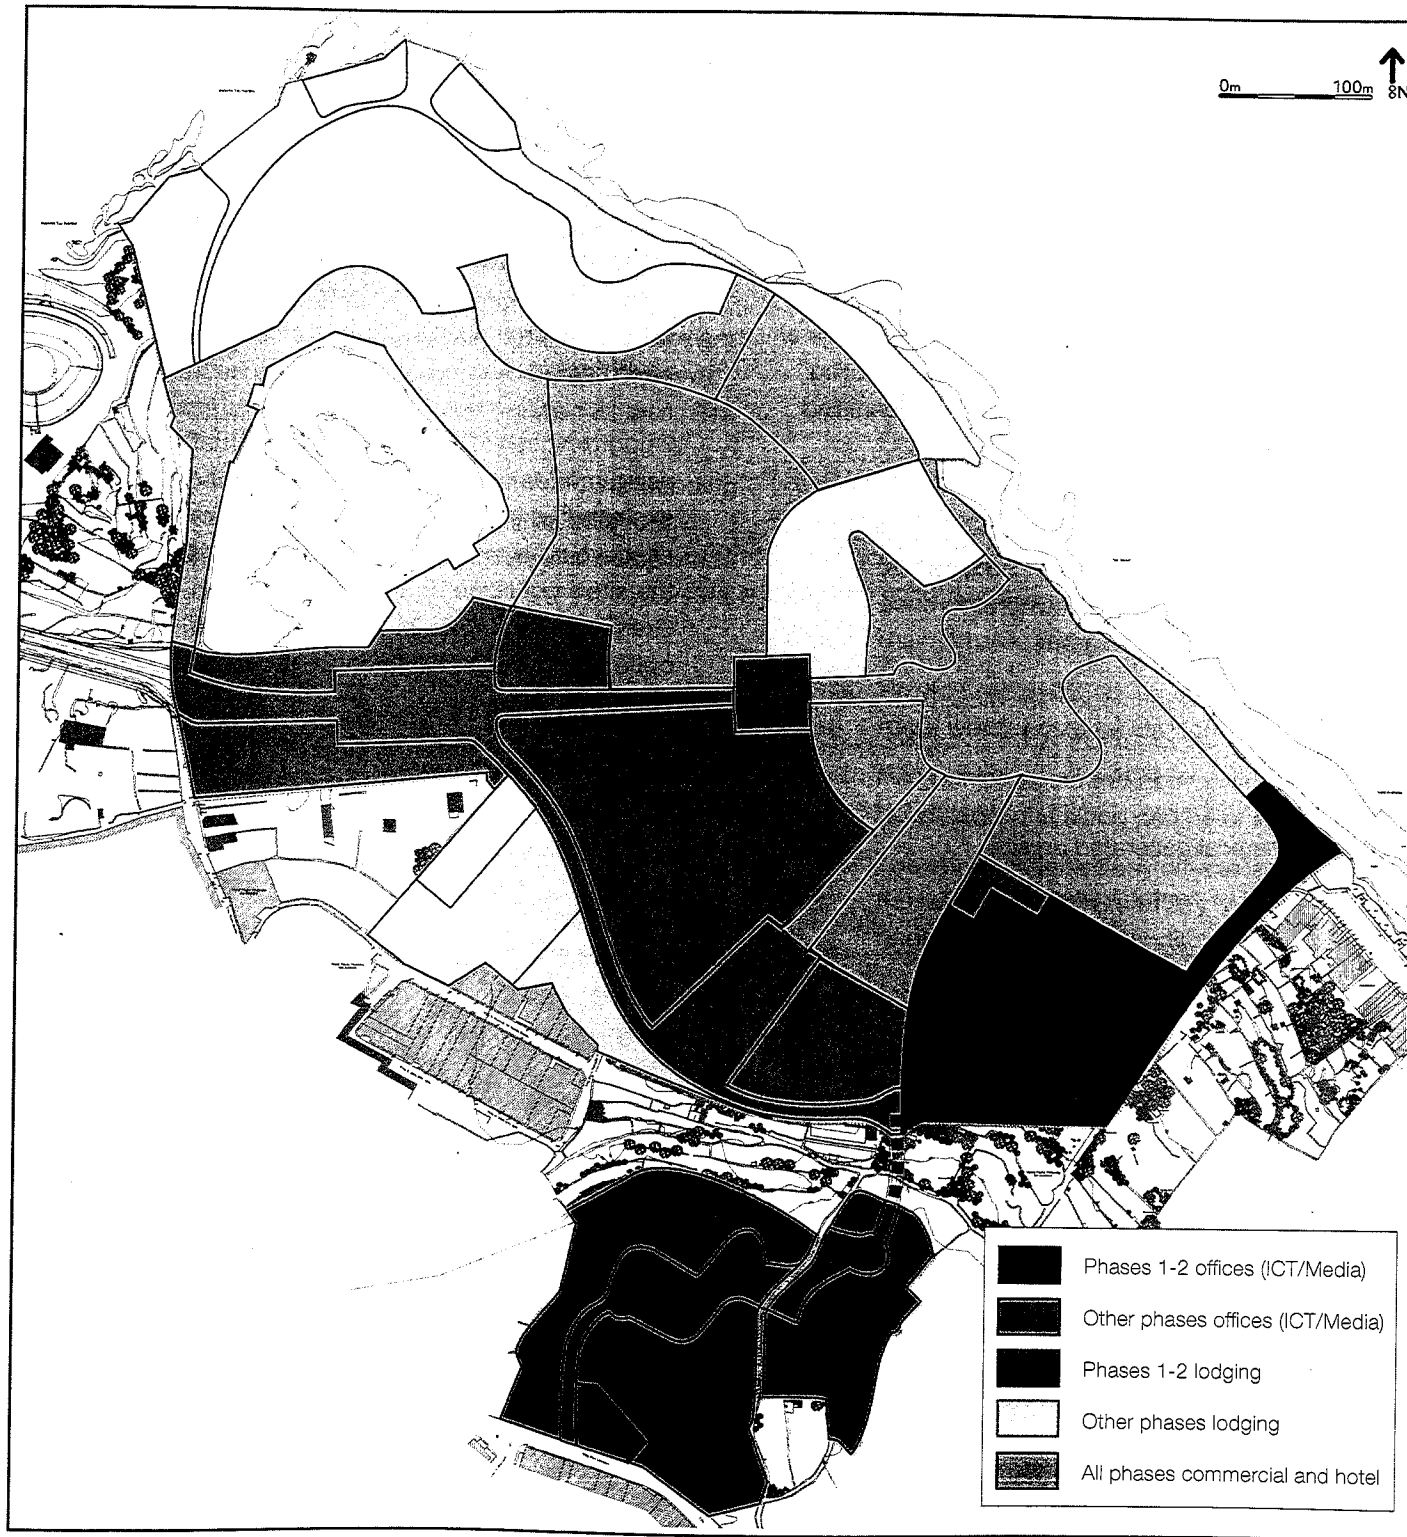 0m 100m 8N
Phases 1-2 offices (ICT/Media)
Other phases offices (ICT/Media)
Phases 1-2 lodging
Other phases lodging
All phases commercial and hotel